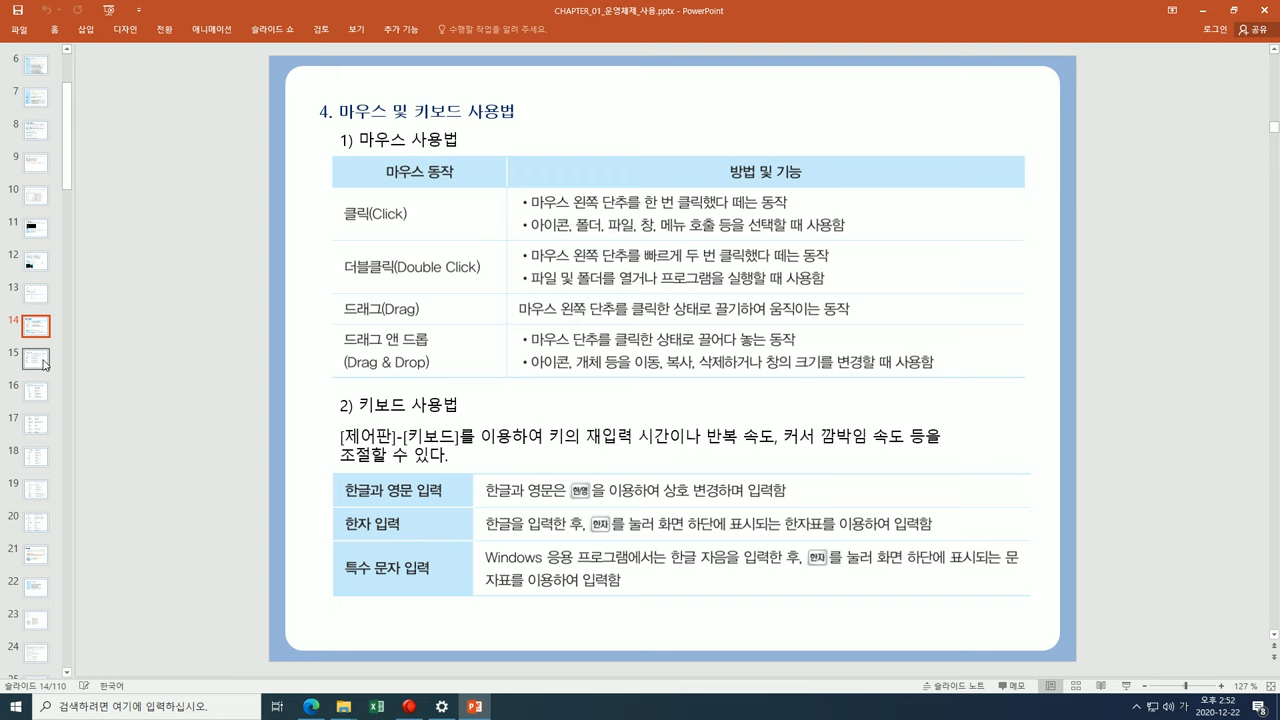 CHAPTER_01_운영체제_사용.pptx - PowerPoint
파일 홈 삽입 디자인 전환 애니메이션 슬라이드 쇼 검토 보기 추가 기능 수행할 작업을 알려 주세요. 로그인 공유
6
7
8
9
10
11
12
13
14
15
16
17
18
19
20
21
22
23
24
4. 마우스 및 키보드 사용법
1) 마우스 사용법
마우스 동작 방법 및 기능
클릭(Click)
• 마우스 왼쪽 단추를 한 번 클릭했다 떼는 동작
• 아이콘, 폴더, 파일, 창, 메뉴 호출 등을 선택할 때 사용함
더블클릭(Double Click)
• 마우스 왼쪽 단추를 빠르게 두 번 클릭했다 떼는 동작
• 파일 및 폴더를 열거나 프로그램을 실행할 때 사용함
드래그(Drag) 마우스 왼쪽 단추를 클릭한 상태로 끌기하여 움직이는 동작
드래그 앤 드롭
(Drag & Drop)
• 마우스 단추를 클릭한 상태로 끌어다 놓는 동작
• 아이콘, 개체 등을 이동, 복사, 삭제하거나 창의 크기를 변경할 때 사용함
2) 키보드 사용법
[제어판]-[키보드]를 이용하여 키의 재입력 시간이나 반복 속도, 커서 깜박임 속도 등을
조절할 수 있다.
한글과 영문 입력 한글과 영문은 한/영을 이용하여 상호 변경하며 입력함
한자 입력 한글을 입력한 후, 한자를 눌러 화면 하단에 표시되는 한자표를 이용하여 입력함
특수 문자 입력
Windows 응용 프로그램에서는 한글 자음을 입력한 후, 한자를 눌러 화면 하단에 표시되는 문
자표를 이용하여 입력함
슬라이드 14/110 한국어 슬라이드 노트 메모 127 %
검색하려면 여기에 입력하십시오. 가 오후 2:52
2020-12-22 8